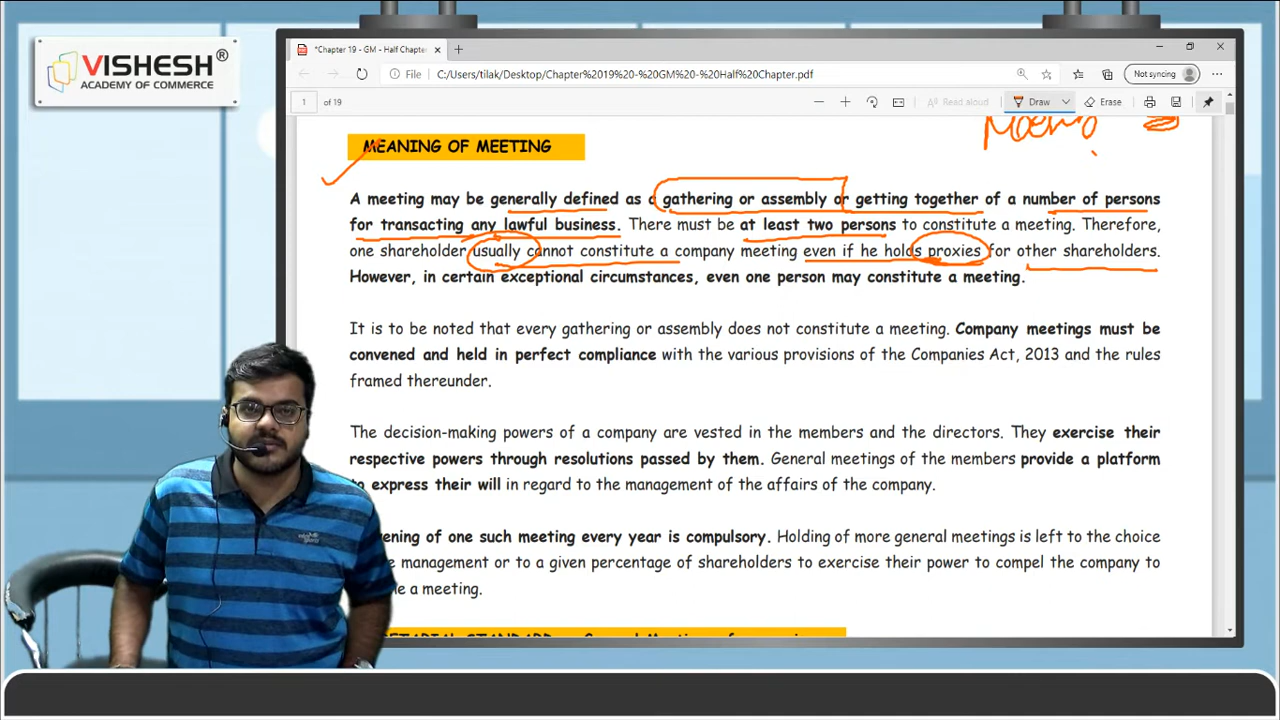 VISHESH®
ACADEMY OF COMMERCE
*Chapter 19 - GM - Half Chapte
File C:/Users/tilak/Desktop/Chapter%2019%20-%20GM%20-%20Half%20Chapter.pdf
Not syncing
1 of 19
Read aloud
Draw
Erase
Meeting
MEANING OF MEETING
A meeting may be generally defined as a gathering or assembly or getting together of a number of persons
for transacting any lawful business. There must be at least two persons to constitute a meeting. Therefore,
one shareholder usually cannot constitute a company meeting even if he holds proxies for other shareholders.
However, in certain exceptional circumstances, even one person may constitute a meeting.
It is to be noted that every gathering or assembly does not constitute a meeting. Company meetings must be
convened and held in perfect compliance with the various provisions of the Companies Act, 2013 and the rules
framed thereunder.
The decision-making powers of a company are vested in the members and the directors. They exercise their
respective powers through resolutions passed by them. General meetings of the members provide a platform
to express their will in regard to the management of the affairs of the company.
vening of one such meeting every year is compulsory. Holding of more general meetings is left to the choice
management or to a given percentage of shareholders to exercise their power to compel the company to
e a meeting.